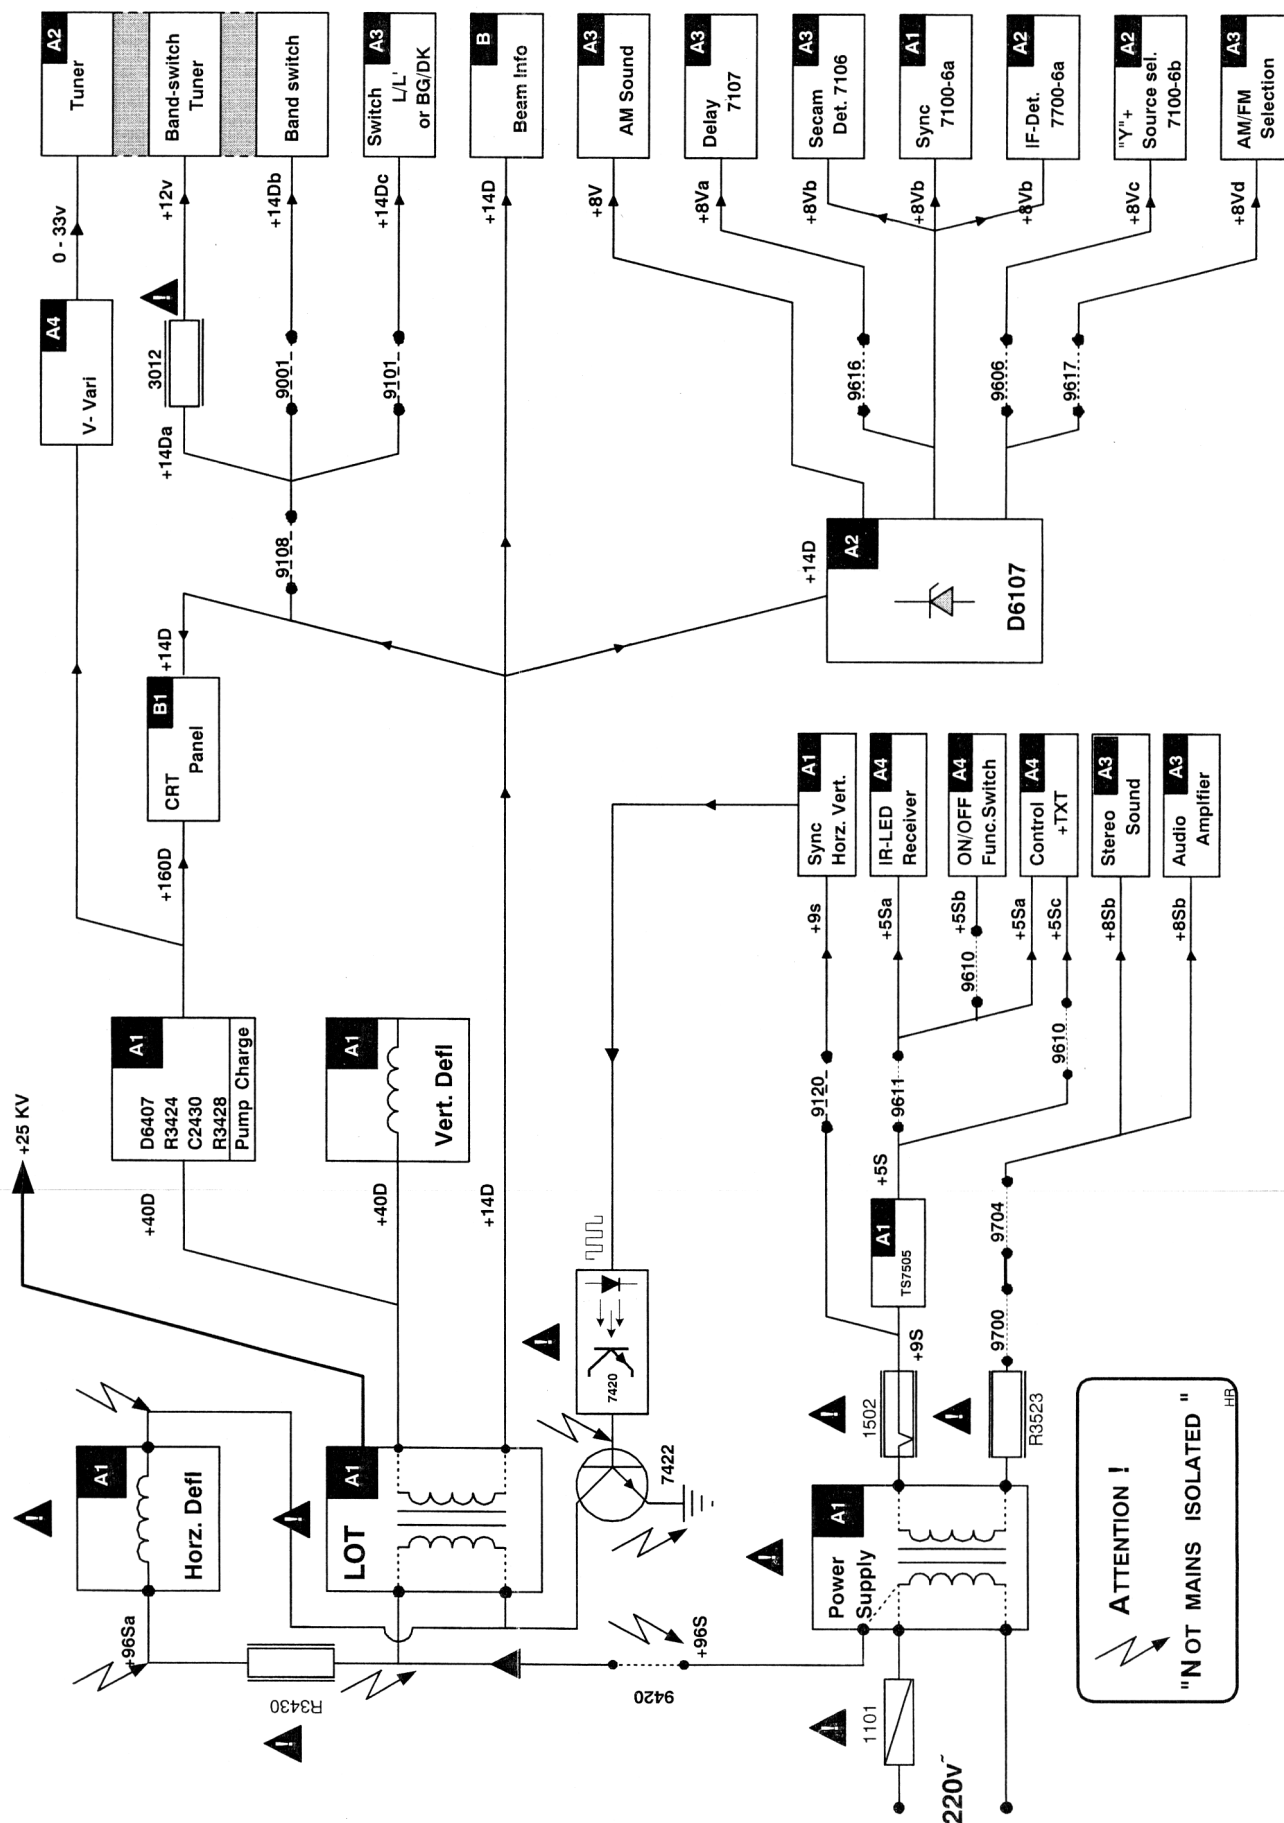 A2
Tuner
Band-switch
Tuner
Band switch
A3
Switch
L/L'
or BG/DK
B
Beam Info
A3
AM Sound
A3
Delay
7107
A3
Secam
Det. 7106
A1
Sync
7100-6a
A2
IF-Det.
7700-6a
A2
"Y"+
Source sel.
7100-6b
A3
AM/FM
Selection
0 - 33v
+12v
+14Db
+14Dc
+14D
+8V
+8Va
+8Vb
+8Vb
+8Vb
+8Vc
+8Vd
A4
V- Vari
3012
9001
9101
9616
9606
9617
+14Da
9108
+14D
+14D
A2
D6107
B1
CRT
Panel
+160D
A1
Sync
Horz. Vert.
A4
IR-LED
Receiver
A4
ON/OFF
Func.Switch
A4
Control
+TXT
A3
Stereo
Sound
A3
Audio
Amplfier
+9s
+5Sa
+5Sb
+5Sa
+5Sc
+8Sb
+8Sb
9610
9610
9120
9611
+25 KV
A1
D6407
R3424
C2430
R3428
Pump Charge
A1
Vert. Defl
+40D
+40D
+14D
+5S
A1
TS7505
9704
9700
+9S
7420
1502
R3523
A1
Horz. Defl
A1
LOT
7422
A1
Power
Supply
+96Sa
R3430
9420
+96S
1101
220v~
ATTENTION !
"NOT MAINS ISOLATED "
HR